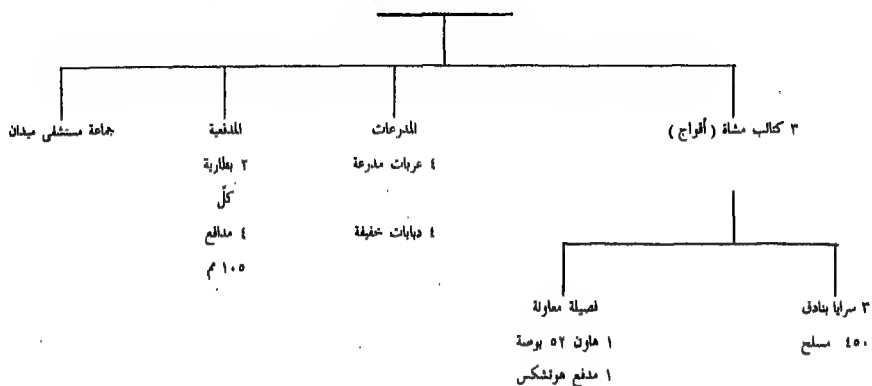 ٣ كتائب مشاة ( أفواج )
المدرعات
المدفعية
جماعة مستشفى ميدان
٤ عربات مدرعة
٢ بطارية
كلّ
٤ دبابات خفيفة
٤ مدافع
١٠٥ مم
٣ سرايا بنادق
فصيلة معاونة
٤٥٠ مسلح
١ هاون ٥٢ بوصة
١ مدفع هوتشكس